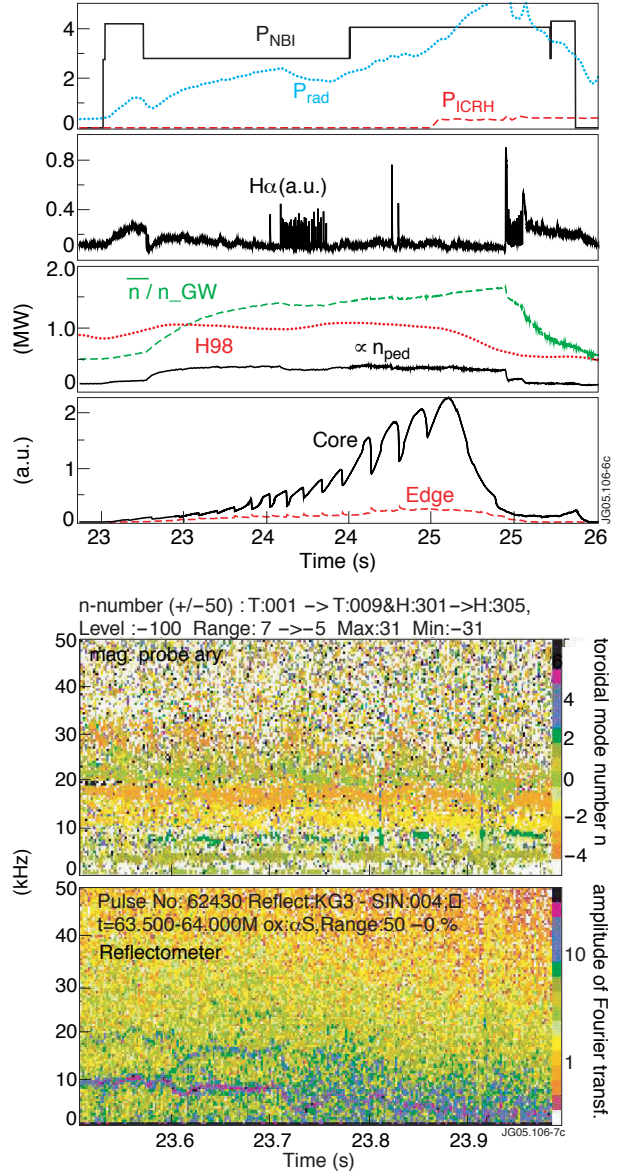 4
2
0
P_NBI
P_rad
P_ICRH
0.8
0.4
0
Hα(a.u.)
(MW)
2.0
1.0
0
n / n_GW
H98
∝ n_ped
(a.u.)
2
1
0
Core
Edge
JG05.106-6c
23 23 24 24 25 25 26
Time (s)
n-number (+/−50) : T:001 −> T:009&H:301−>H:305,
Level :−100 Range: 7 −>−5 Max:31 Min:−31
mag. probe ary.
50
40
30
20
10
0
(kHz)
6
4
2
0
−2
−4
toroidal mode number n
Pulse No: 62430 Reflect:KG3 - SIN:004,□
t=63.500-64.000M ox:αS,Range:50 −0.%
Reflectometer
50
40
30
20
10
0
10
1
amplitude of Fourier transf.
JG05.106-7c
23.6 23.7 23.8 23.9
Time (s)